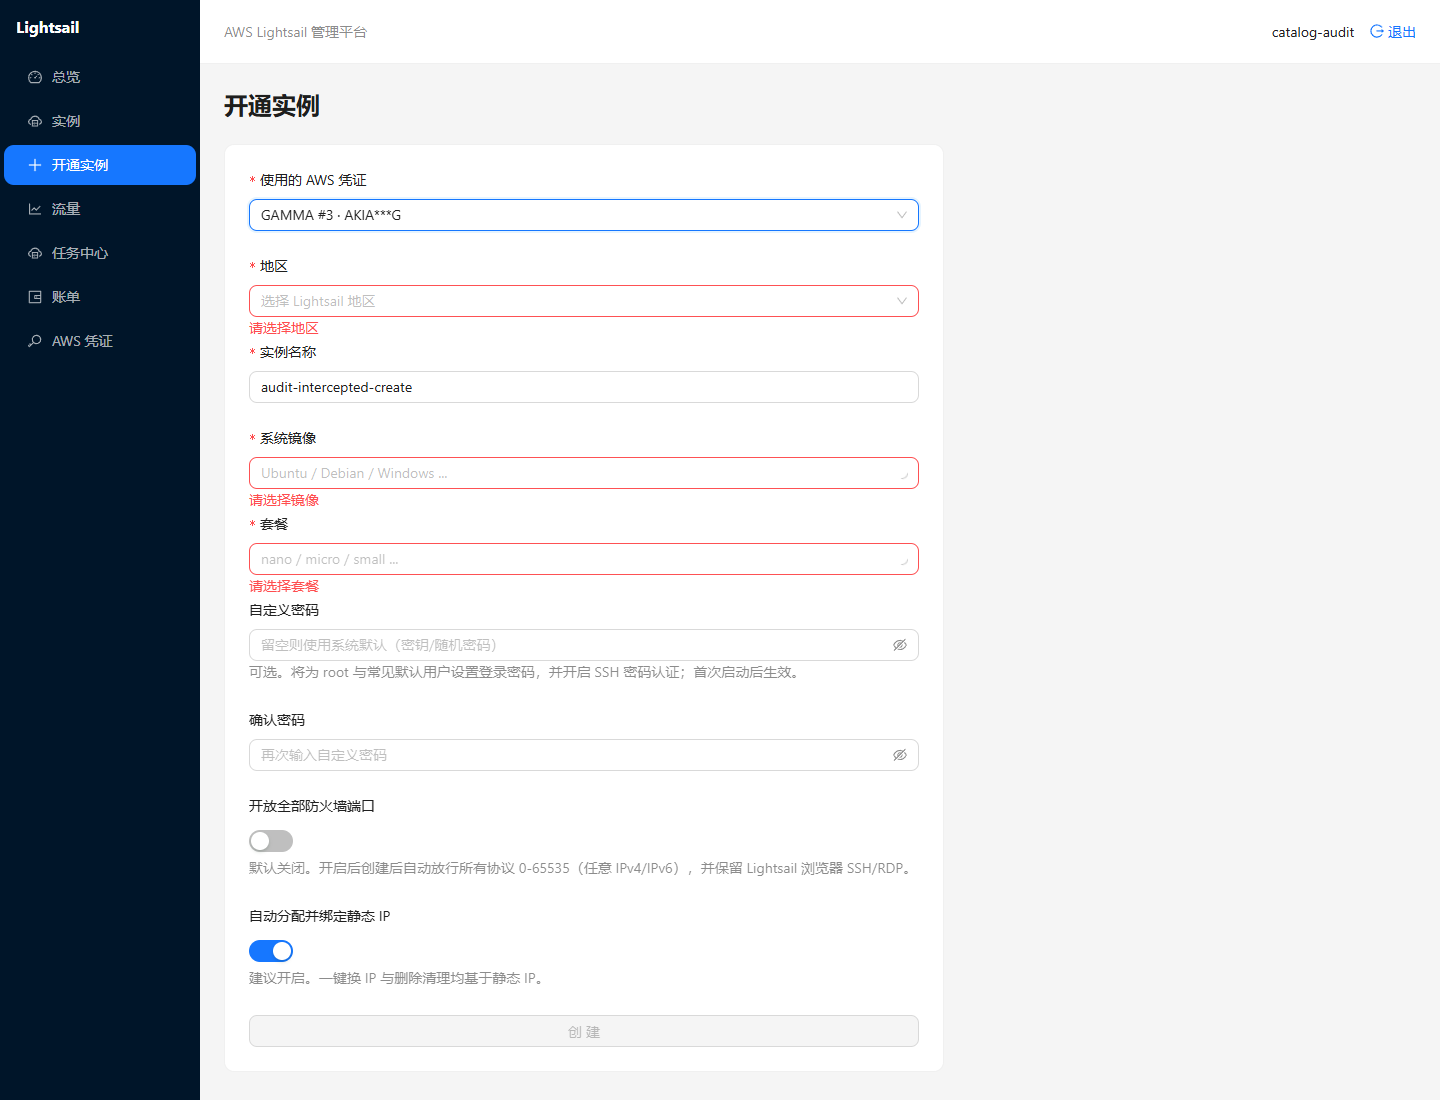 Lightsail
总览
实例
开通实例
流量
任务中心
账单
AWS 凭证
AWS Lightsail 管理平台
catalog-audit
退出
开通实例
* 使用的 AWS 凭证
GAMMA #3 · AKIA***G
* 地区
选择 Lightsail 地区
请选择地区
* 实例名称
audit-intercepted-create
* 系统镜像
Ubuntu / Debian / Windows ...
请选择镜像
* 套餐
nano / micro / small ...
请选择套餐
自定义密码
留空则使用系统默认（密钥/随机密码）
可选。将为 root 与常见默认用户设置登录密码，并开启 SSH 密码认证；首次启动后生效。
确认密码
再次输入自定义密码
开放全部防火墙端口
默认关闭。开启后创建后自动放行所有协议 0-65535（任意 IPv4/IPv6），并保留 Lightsail 浏览器 SSH/RDP。
自动分配并绑定静态 IP
建议开启。一键换 IP 与删除清理均基于静态 IP。
创 建